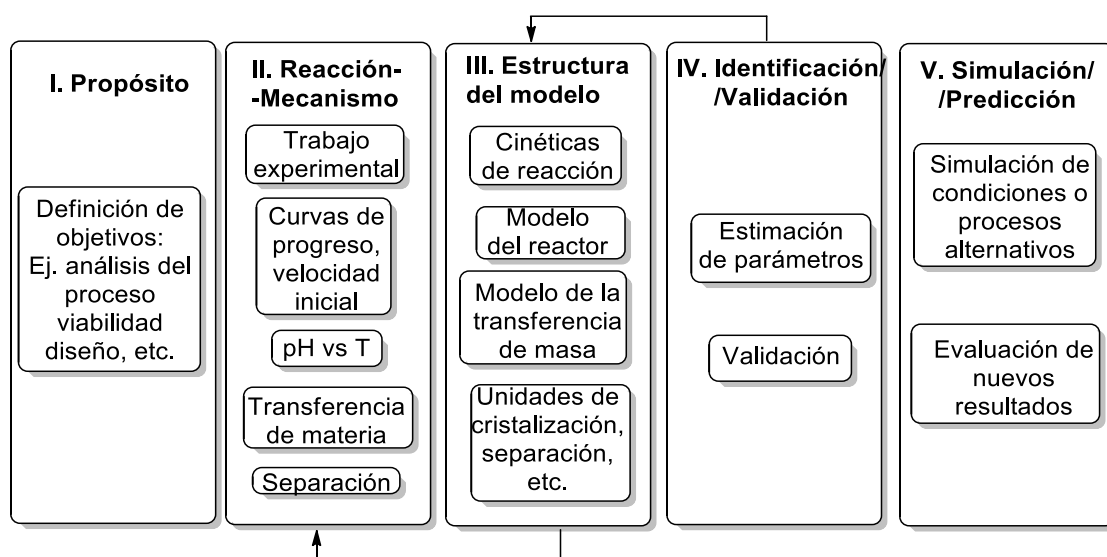 I. Propósito
Definición de
objetivos:
Ej. análisis del
proceso
viabilidad
diseño, etc.
II. Reacción-
-Mecanismo
Trabajo
experimental
Curvas de
progreso,
velocidad
inicial
pH vs T
Transferencia
de materia
Separación
III. Estructura
del modelo
Cinéticas
de reacción
Modelo
del reactor
Modelo de la
transferencia
de masa
Unidades de
cristalización,
separación,
etc.
IV. Identificación/
/Validación
Estimación
de parámetros
Validación
V. Simulación/
/Predicción
Simulación de
condiciones o
procesos
alternativos
Evaluación de
nuevos
resultados